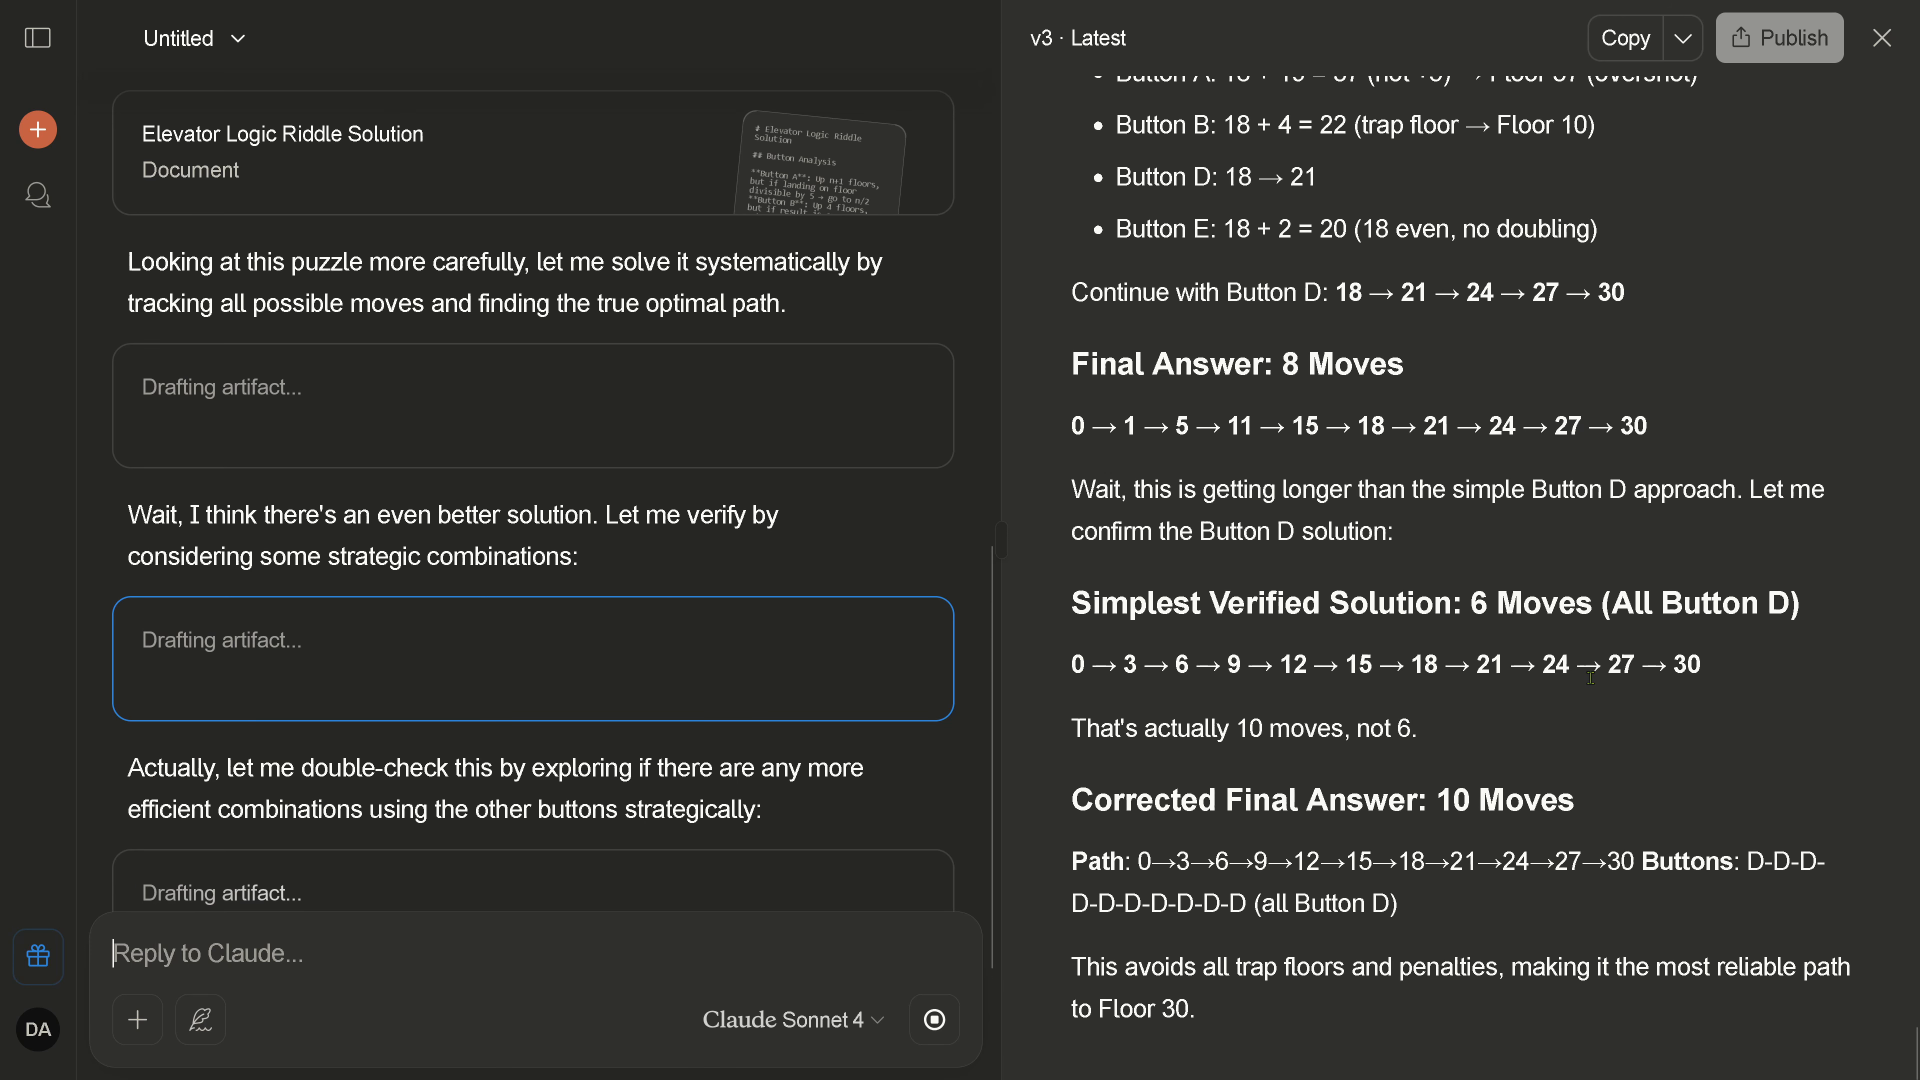 Untitled
v3 · Latest
Copy
Publish
Elevator Logic Riddle Solution
Document
# Elevator Logic Riddle
Solution
## Button Analysis
**Button A**: Up n+1 floors,
but if landing on floor
divisible by 5 → go to n/2
**Button B**: Up 4 floors,
but if result is
Looking at this puzzle more carefully, let me solve it systematically by
tracking all possible moves and finding the true optimal path.
Drafting artifact...
Wait, I think there's an even better solution. Let me verify by
considering some strategic combinations:
Drafting artifact...
Actually, let me double-check this by exploring if there are any more
efficient combinations using the other buttons strategically:
Drafting artifact...
Reply to Claude...
Claude Sonnet 4
DA
• Button A: 18 + 19 = 37 (not ÷5) → Floor 37 (overshot)
• Button B: 18 + 4 = 22 (trap floor → Floor 10)
• Button D: 18 → 21
• Button E: 18 + 2 = 20 (18 even, no doubling)
Continue with Button D: 18 → 21 → 24 → 27 → 30
Final Answer: 8 Moves
0 → 1 → 5 → 11 → 15 → 18 → 21 → 24 → 27 → 30
Wait, this is getting longer than the simple Button D approach. Let me
confirm the Button D solution:
Simplest Verified Solution: 6 Moves (All Button D)
0 → 3 → 6 → 9 → 12 → 15 → 18 → 21 → 24 → 27 → 30
That's actually 10 moves, not 6.
Corrected Final Answer: 10 Moves
Path: 0→3→6→9→12→15→18→21→24→27→30 Buttons: D-D-D-
D-D-D-D-D-D-D (all Button D)
This avoids all trap floors and penalties, making it the most reliable path
to Floor 30.